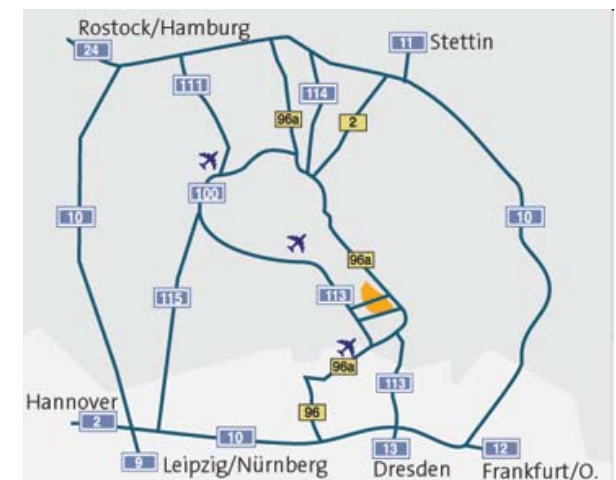 Rostock/Hamburg
24
11 Stettin
111
114
96a
2
100
10
10
96a
115
113
96a
113
Hannover
2
96
10
9 Leipzig/Nürnberg
13
Dresden
12
Frankfurt/O.